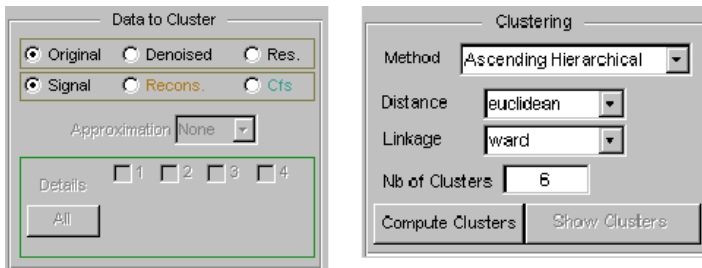 Data to Cluster
Original Denoised Res.
Signal Recons. Cfs
Approximation None
Details 1 2 3 4
All
Clustering
Method Ascending Hierarchical
Distance euclidean
Linkage ward
Nb of Clusters 6
Compute Clusters Show Clusters